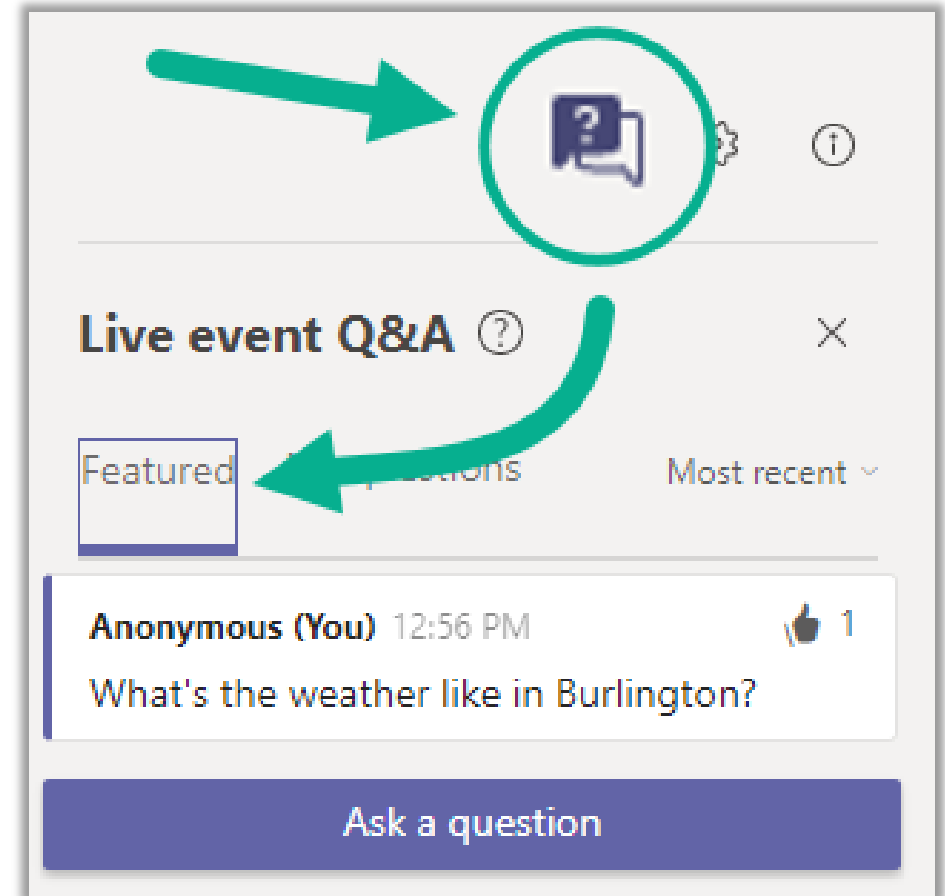 Live event Q&A
Featured
Most recent
Anonymous (You) 12:56 PM 1
What's the weather like in Burlington?
Ask a question